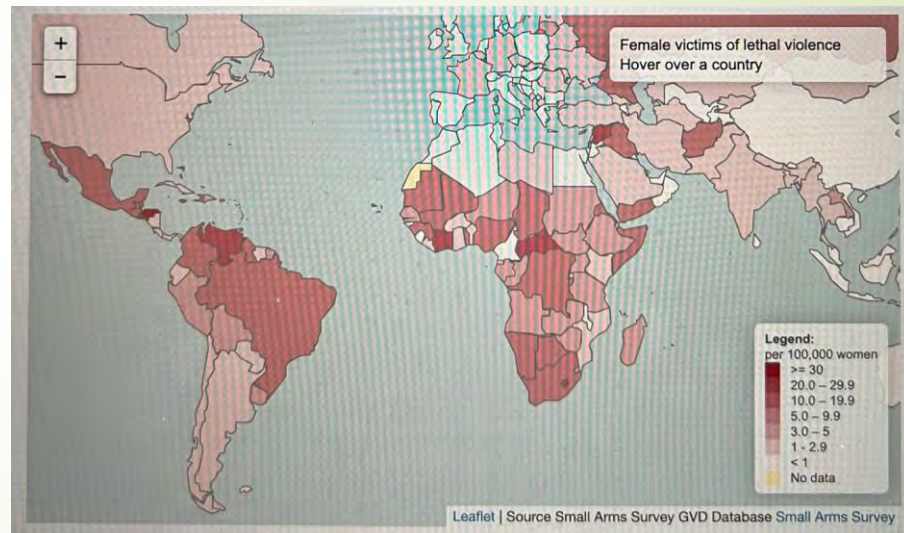 +
−
Female victims of lethal violence
Hover over a country
Legend:
per 100,000 women
>= 30
20.0 – 29.9
10.0 – 19.9
5.0 – 9.9
3.0 – 5
1 - 2.9
< 1
No data
Leaflet | Source Small Arms Survey GVD Database Small Arms Survey